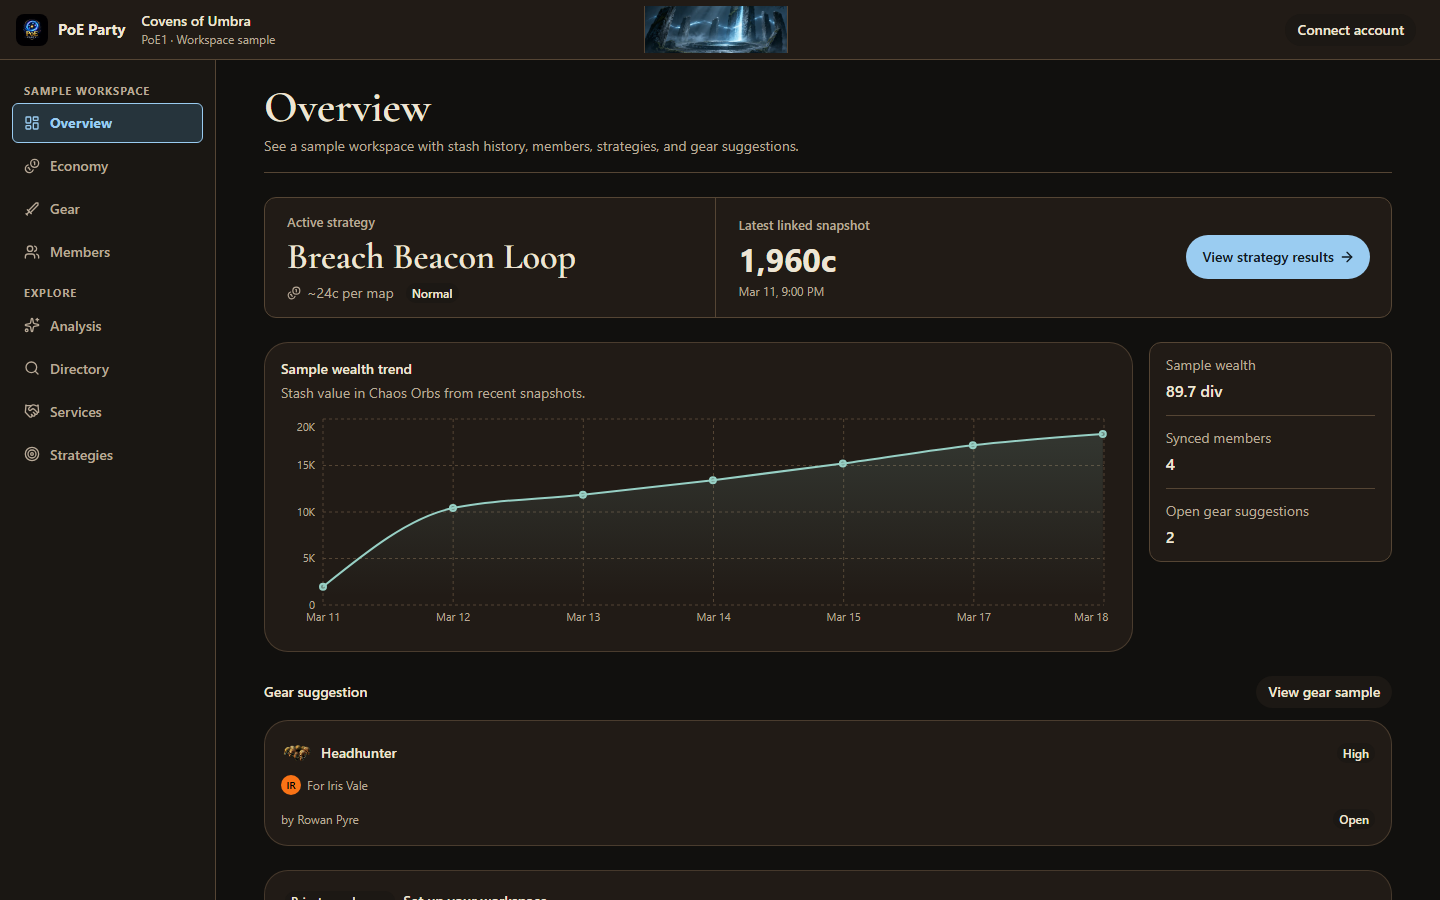 PoE Party
Covens of Umbra
PoE1 · Workspace sample
Connect account
SAMPLE WORKSPACE
Overview
Economy
Gear
Members
EXPLORE
Analysis
Directory
Services
Strategies
Overview
See a sample workspace with stash history, members, strategies, and gear suggestions.
Active strategy
Breach Beacon Loop
~24c per map Normal
Latest linked snapshot
1,960c
Mar 11, 9:00 PM
View strategy results
Sample wealth trend
Stash value in Chaos Orbs from recent snapshots.
20K
15K
10K
5K
0
Mar 11 Mar 12 Mar 13 Mar 14 Mar 15 Mar 17 Mar 18
Sample wealth
89.7 div
Synced members
4
Open gear suggestions
2
Gear suggestion
View gear sample
Headhunter
High
IR For Iris Vale
by Rowan Pyre
Open
Set up your workspace